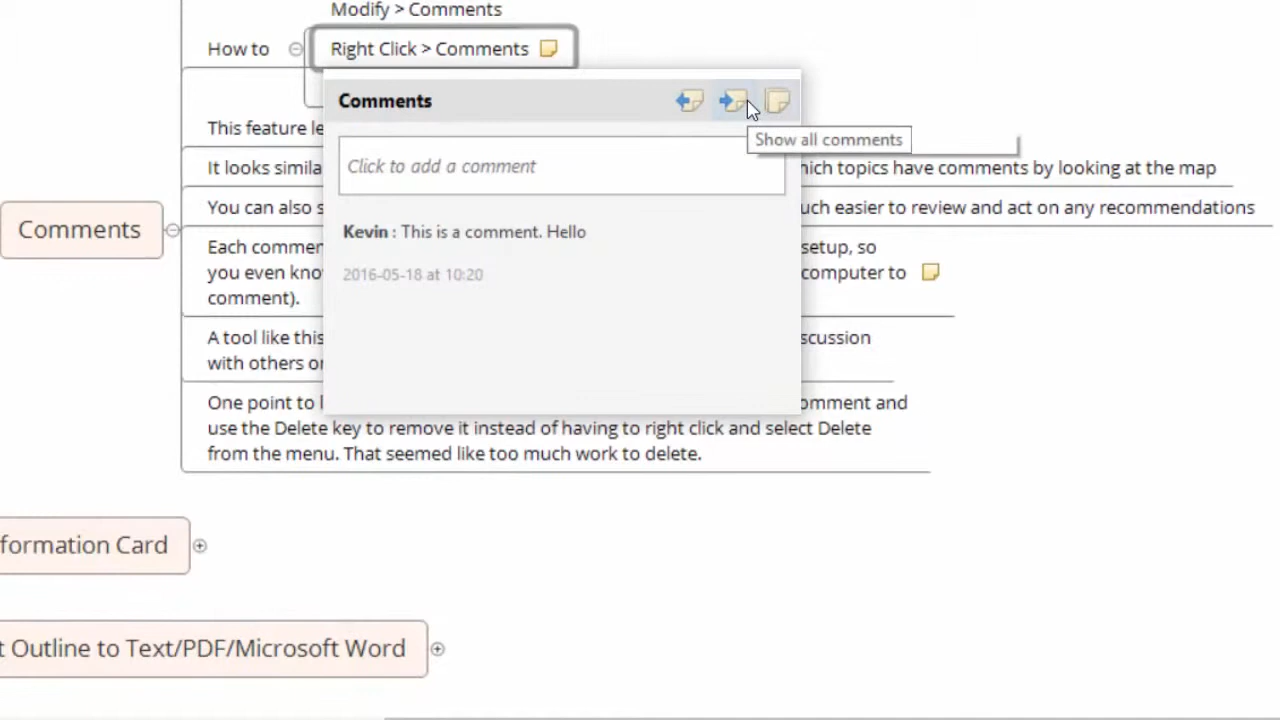 Modify > Comments
How to
Right Click > Comments
Comments
Show all comments
Click to add a comment
Kevin : This is a comment. Hello
2016-05-18 at 10:20
This feature le
It looks simila
hich topics have comments by looking at the map
You can also s
uch easier to review and act on any recommendations
Comments
Each commen
setup, so
you even kno
computer to
comment).
A tool like this
scussion
with others or
One point to l
omment and
use the Delete key to remove it instead of having to right click and select Delete
from the menu. That seemed like too much work to delete.
formation Card
t Outline to Text/PDF/Microsoft Word